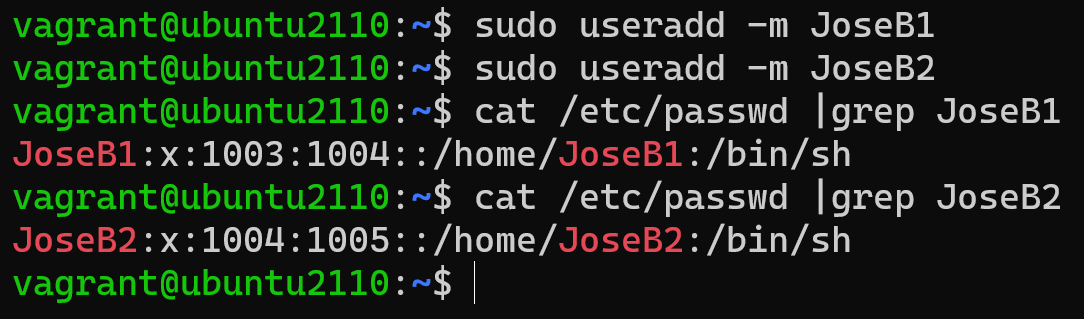 vagrant@ubuntu2110:~$ sudo useradd -m JoseB1
vagrant@ubuntu2110:~$ sudo useradd -m JoseB2
vagrant@ubuntu2110:~$ cat /etc/passwd |grep JoseB1
JoseB1:x:1003:1004::/home/JoseB1:/bin/sh
vagrant@ubuntu2110:~$ cat /etc/passwd |grep JoseB2
JoseB2:x:1004:1005::/home/JoseB2:/bin/sh
vagrant@ubuntu2110:~$